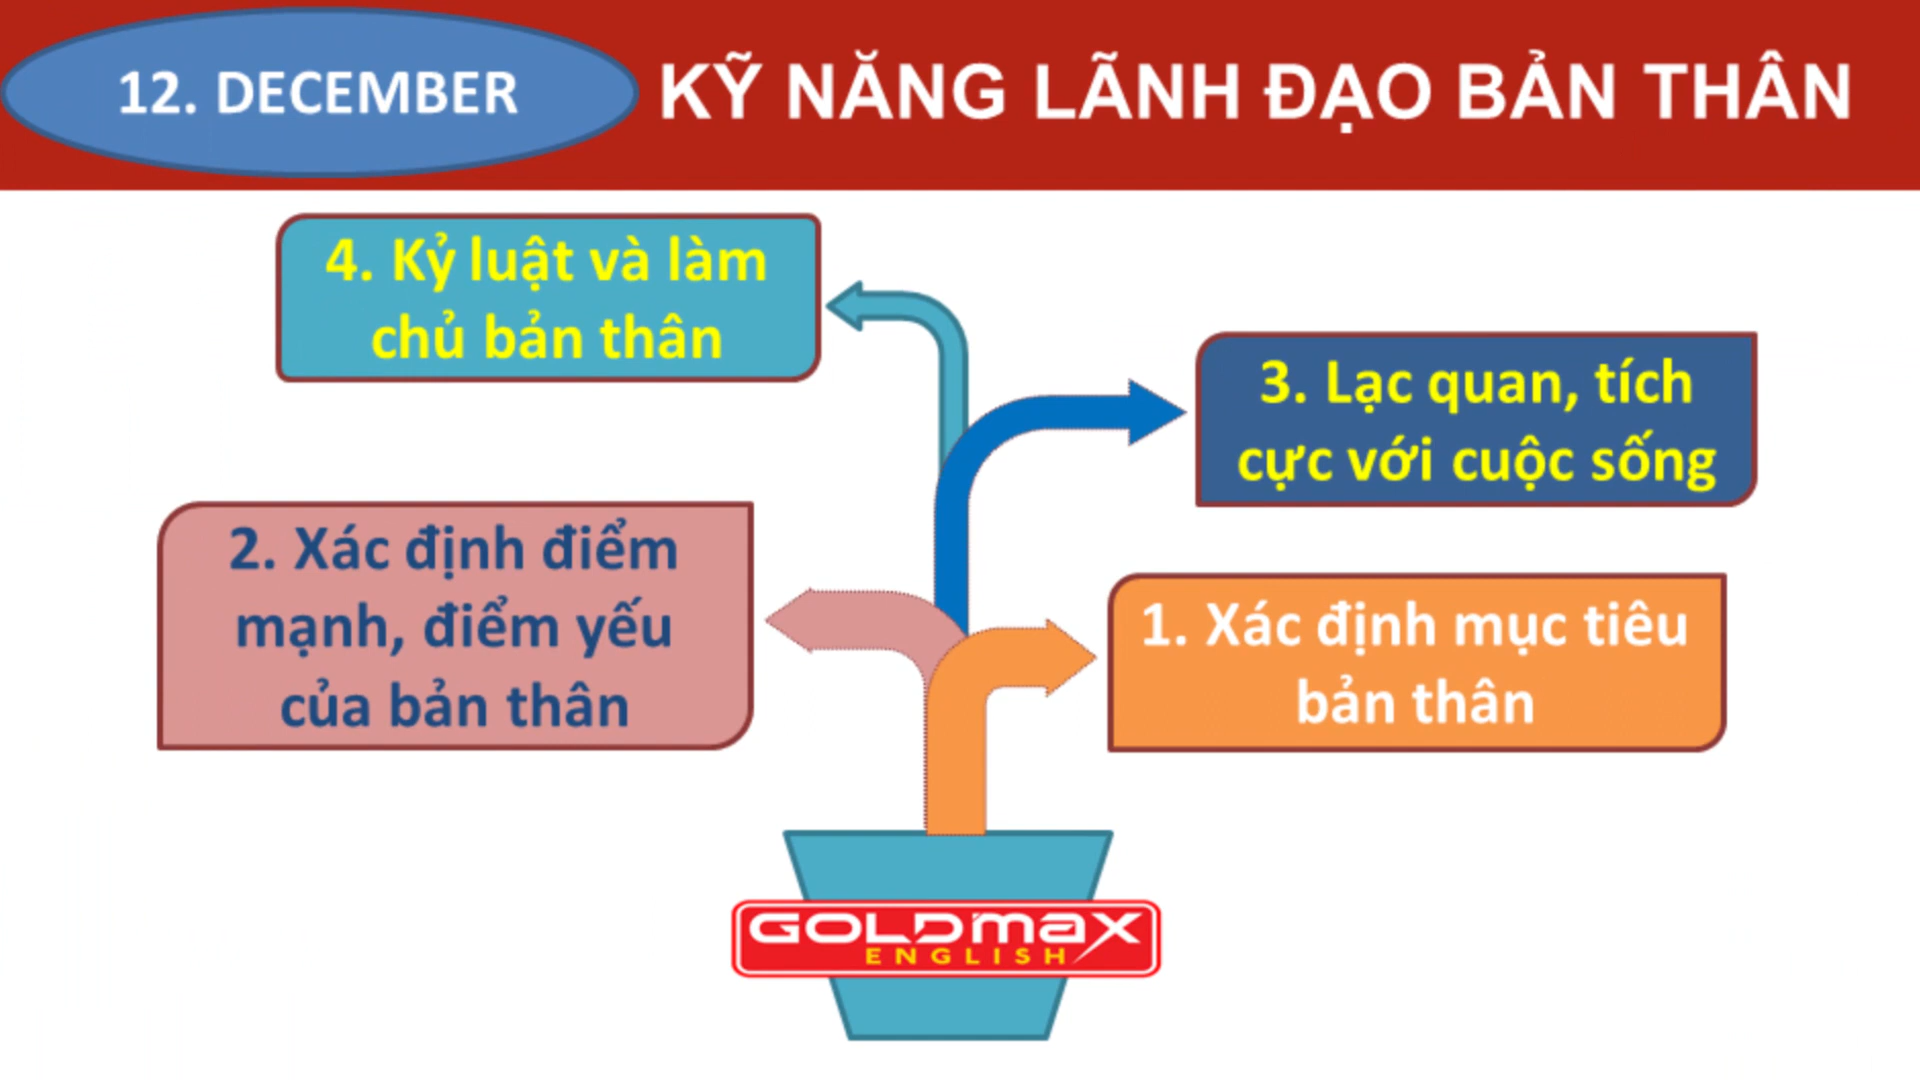 12. DECEMBER
KỸ NĂNG LÃNH ĐẠO BẢN THÂN
4. Kỷ luật và làm
chủ bản thân
3. Lạc quan, tích
cực với cuộc sống
2. Xác định điểm
mạnh, điểm yếu
của bản thân
1. Xác định mục tiêu
bản thân
GOLDMAX
ENGLISH